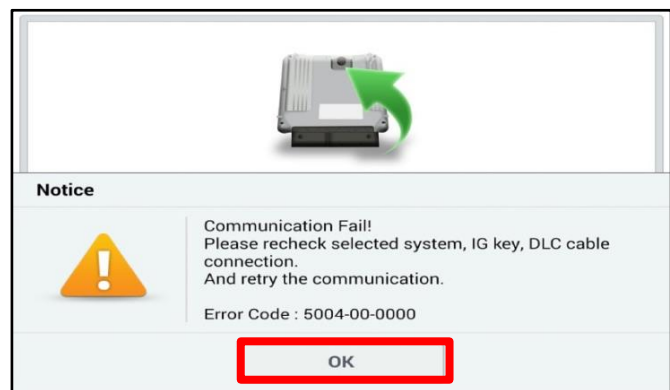 Notice
Communication Fail!
Please recheck selected system, IG key, DLC cable
connection.
And retry the communication.
Error Code : 5004-00-0000
OK